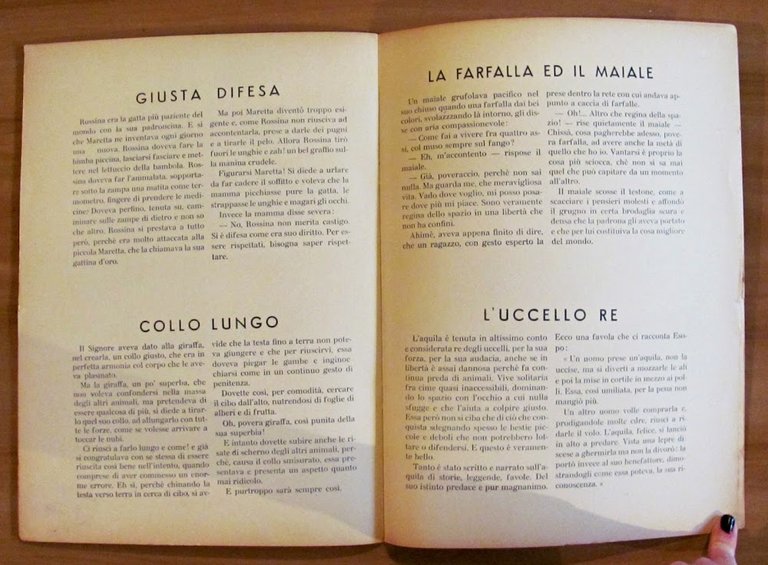 GIUSTA DIFESA
Rossina era la gatta più paziente del
mondo con la sua padroncina. E sì
che Maretta ne inventava ogni giorno
una nuova. Rossina doveva fare la
bimba piccina, lasciarsi fasciare e met-
tere nel lettuccio della bambola. Ros-
sina doveva far l'ammalata, sopporta-
re sotto la zampa una matita come ter-
mometro, fingere di prendere le medi-
cine! Doveva perfino, tenuta su, cam-
minare sulle zampe di dietro e non so
che altro. Rossina si prestava a tutto
però, perchè era molto attaccata alla
piccola Maretta, che la chiamava la sua
gattina d'oro.
Ma poi Maretta diventò troppo esi-
gente e, come Rossina non riusciva ad
accontentarla, prese a darle dei pugni
e a tirarle il pelo. Allora Rossina tirò
fuori le unghie e zah! un bel graffio sul-
la manina crudele.
Figurarsi Maretta! Si diede a urlare
da far cadere il soffitto e voleva che la
mamma picchiasse pure la gatta, le
strappasse le unghie e magari gli occhi.
Invece la mamma disse severa:
— No, Rossina non merita castigo.
Si è difesa come era suo diritto. Per es-
sere rispettati, bisogna saper rispet-
tare.
COLLO LUNGO
Il Signore aveva dato alla giraffa,
nel crearla, un collo giusto, che era in
perfetta armonia col corpo che le ave-
va plasmato.
Ma la giraffa, un po' superba, che
non voleva confondersi nella massa
degli altri animali, ma pretendeva di
essere qualcosa di più, si diede a tirar-
lo quel suo collo, ad allungarlo con tut-
te le forze, come se volesse arrivare a
toccar le nubi.
Ci riuscì a farlo lungo e come! e già
si congratulava con se stessa di essere
riuscita così bene nell'intento, quando
comprese di aver commesso un enor-
me errore. Eh sì, perchè chinando la
testa verso terra in cerca di cibo, si av-
vide che la testa fino a terra non pote-
va giungere e che per riuscirvi, essa
doveva piegar le gambe e inginoc-
chiarsi come in un continuo gesto di
penitenza.
Dovette così, per comodità, cercare
il cibo dall'alto, nutrendosi di foglie di
alberi e di frutta.
Oh, povera giraffa, così punita della
sua superbia!
E intanto dovette subire anche le ri-
sate di scherno degli altri animali, per-
chè, causa il collo smisurato, essa pre-
sentava e presenta un aspetto quanto
mai ridicolo.
E purtroppo sarà sempre così.
LA FARFALLA ED IL MAIALE
Un maiale grufolava pacifico nel
suo chiuso quando una farfalla dai bei
colori, svolazzando là intorno, gli dis-
se con aria compassionevole:
— Come fai a vivere fra quattro as-
si, col muso sempre sul fango?
— Eh, m'accontento — rispose il
maiale.
— Già, poveraccio, perchè non sai
nulla. Ma guarda me, che meravigliosa
vita. Vado dove voglio, mi posso posa-
re dove più mi piace. Sono veramente
regina dello spazio in una libertà che
non ha confini.
Ahimè, aveva appena finito di dire,
che un ragazzo, con gesto esperto la
prese dentro la rete con cui andava ap-
punto a caccia di farfalle.
— Oh!... Altro che regina della spa-
zio! — rise quietamente il maiale —
Chissà, cosa pagherebbe adesso, pove-
ra farfalla, ad avere anche la metà di
quello che ho io. Vantarsi è proprio la
cosa più sciocca, chè non si sa mai
quel che può capitare da un momento
all'altro.
Il maiale scosse il testone, come a
scacciare i pensieri molesti e affondò
il grugno in certa brodaglia scura e
densa che la padrona gli aveva portato
e che per lui costituiva la cosa migliore
del mondo.
L'UCCELLO RE
L'aquila è tenuta in altissimo conto
e considerata re degli uccelli, per la sua
forza, per la sua audacia, anche se in
libertà è assai dannosa perchè fa con-
tinua preda di animali. Vive solitaria
fra cime quasi inaccessibili, dominan-
do lo spazio con l'occhio a cui nulla
sfugge e che l'aiuta a colpire giusto.
Essa però non si ciba che di ciò che con-
quista sdegnando spesso le bestie pic-
cole e deboli che non potrebbero lot-
tare o difendersi. E questo è veramen-
te bello.
Tanto è stato scritto e narrato sull'a-
quila di storie, leggende, favole. Del
suo istinto predace e pur magnanimo.
Ecco una favola che ci racconta Eso-
po:
« Un uomo prese un'aquila, non la
uccise, ma si divertì a mozzarle le ali
e poi la mise in cortile in mezzo ai pol-
li. Essa, così umiliata, per la pena non
mangiò più.
Un altro uomo volle comprarla e,
prodigandole molte cure, riuscì a ri-
darle il volo. L'aquila, felice, si lanciò
in alto a predare. Vista una lepre di-
scese a ghermirla ma non la divorò: la
portò invece al suo benefattore, dimo-
strandogli come essa poteva, la sua ri-
conoscenza. »